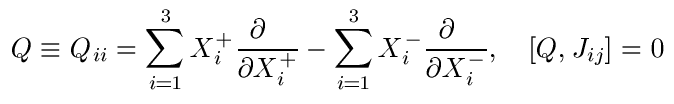 $Q \equiv Q_{ii} = \sum_{i=1}^{3} X_i^+ \frac{\partial}{\partial X_i^+} - \sum_{i=1}^{3} X_i^- \frac{\partial}{\partial X_i^-}, \quad [Q, J_{ij}] = 0$